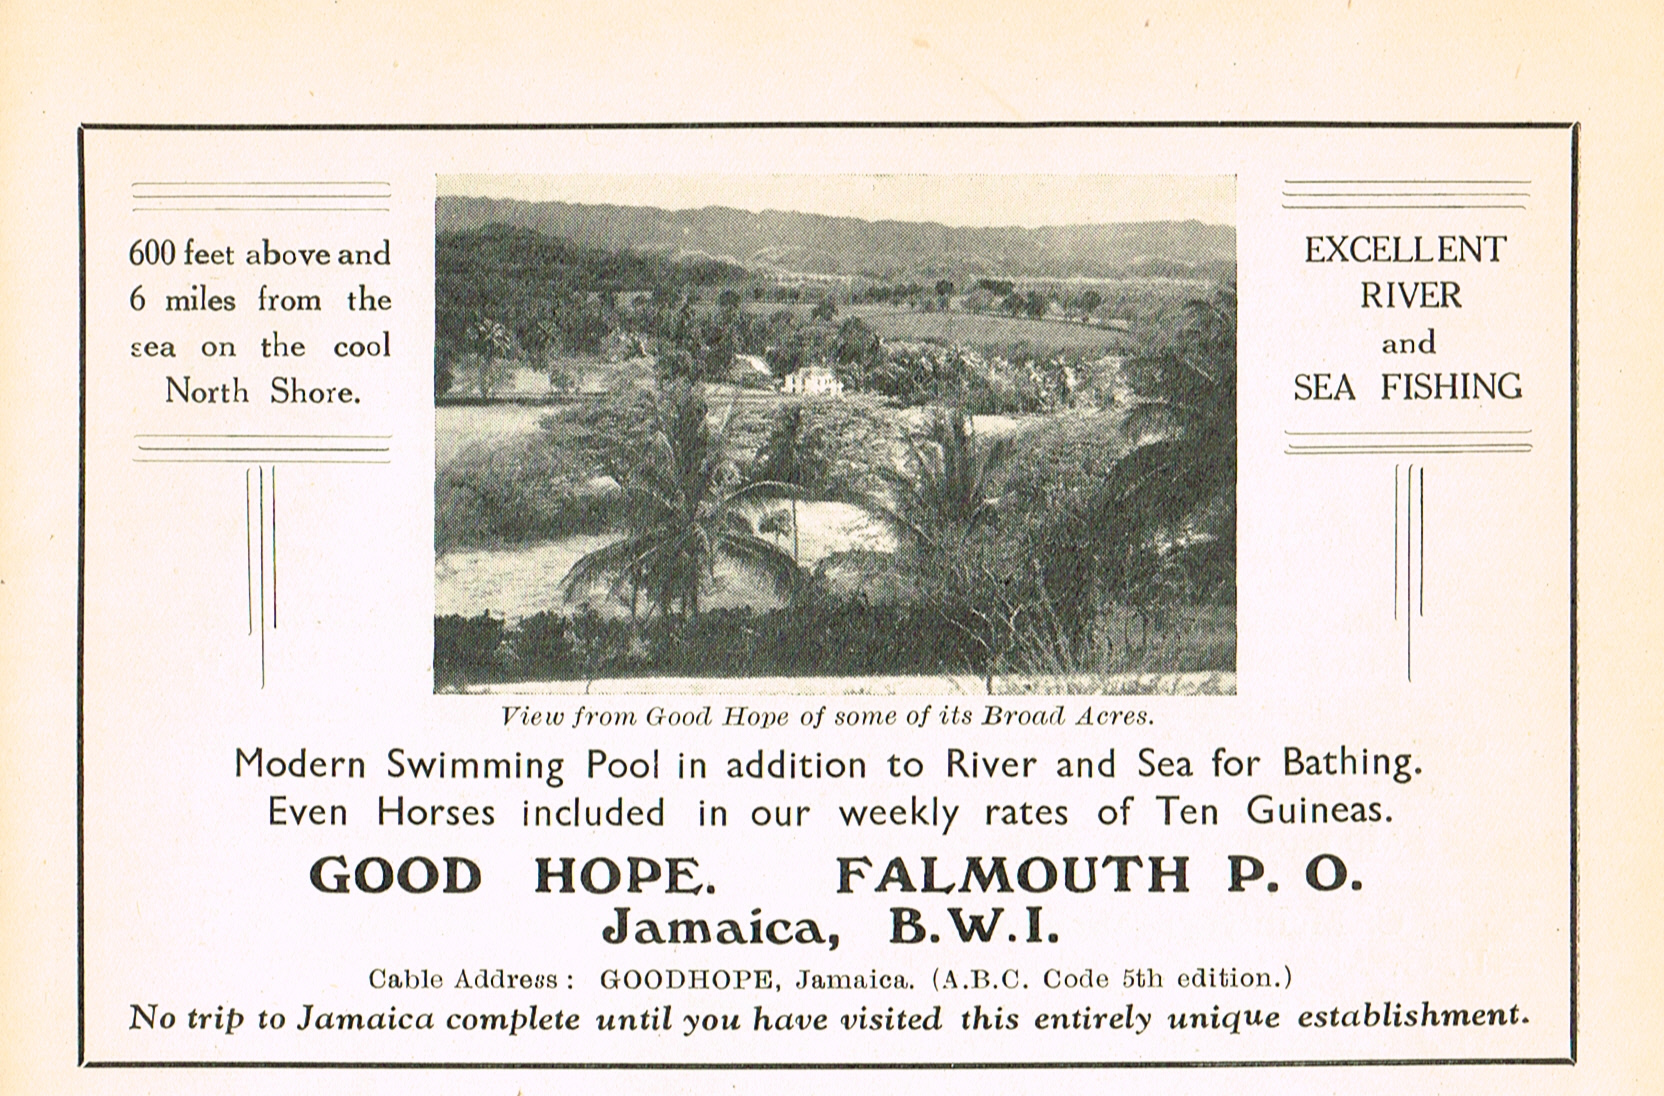 600 feet above and
6 miles from the
sea on the cool
North Shore.
EXCELLENT
RIVER
and
SEA FISHING
View from Good Hope of some of its Broad Acres.
Modern Swimming Pool in addition to River and Sea for Bathing.
Even Horses included in our weekly rates of Ten Guineas.
GOOD HOPE. FALMOUTH P. O.
Jamaica, B.W.I.
Cable Address : GOODHOPE, Jamaica. (A.B.C. Code 5th edition.)
No trip to Jamaica complete until you have visited this entirely unique establishment.